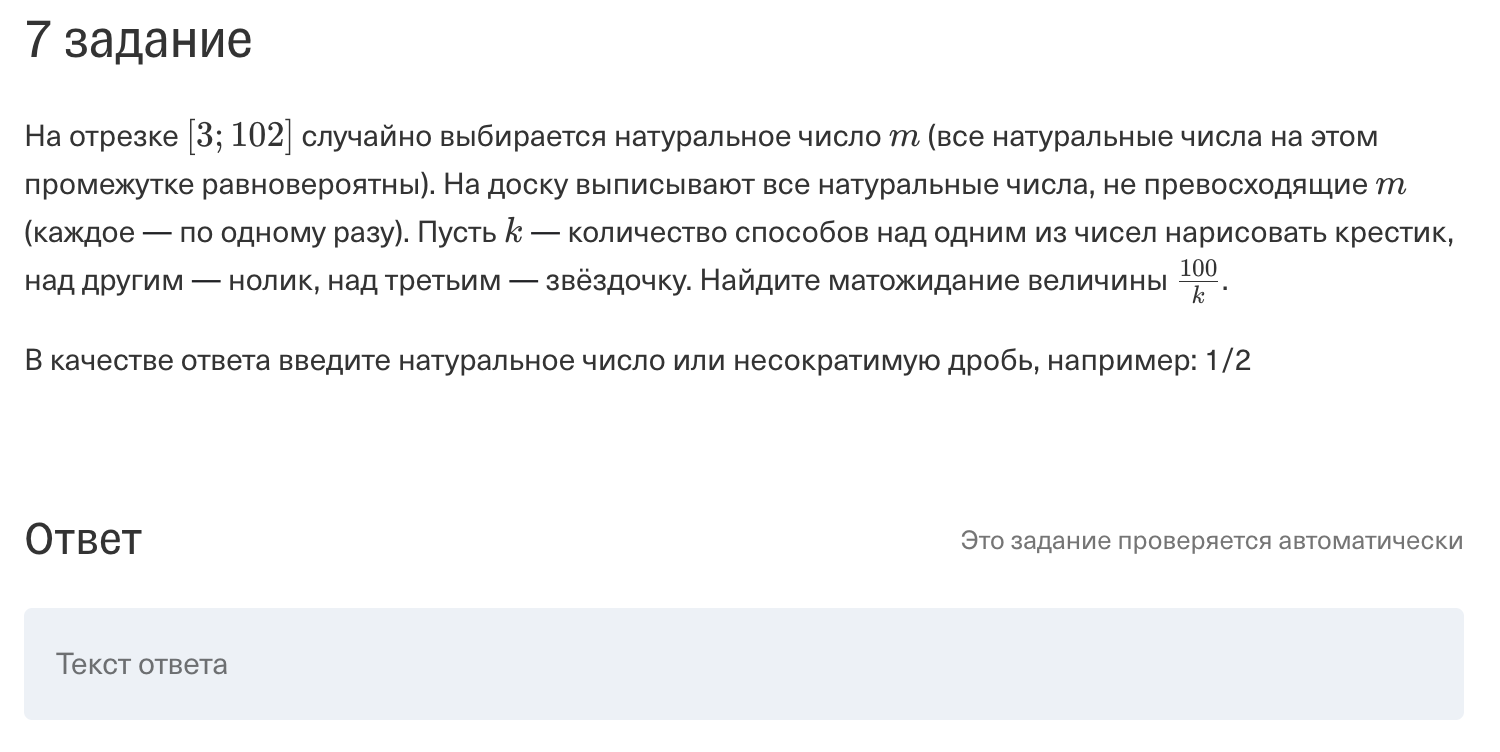 7 задание
На отрезке [3; 102] случайно выбирается натуральное число m (все натуральные числа на этом
промежутке равновероятны). На доску выписывают все натуральные числа, не превосходящие m
(каждое — по одному разу). Пусть k — количество способов над одним из чисел нарисовать крестик,
над другим — нолик, над третьим — звёздочку. Найдите матожидание величины 100/k.
В качестве ответа введите натуральное число или несократимую дробь, например: 1/2
Ответ
Это задание проверяется автоматически
Текст ответа